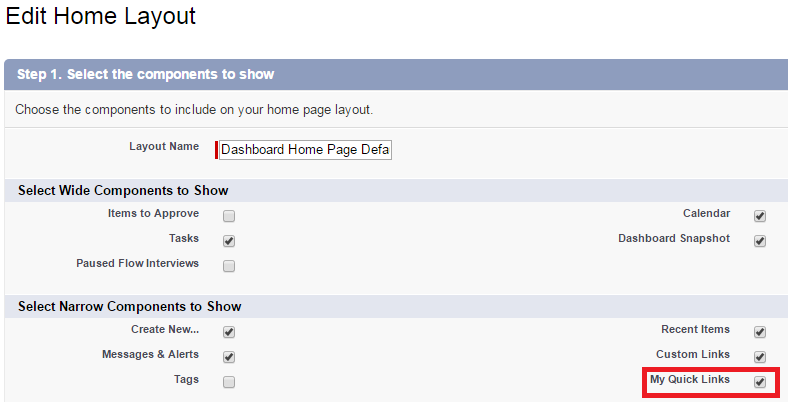 Edit Home Layout
Step 1. Select the components to show
Choose the components to include on your home page layout.
Layout Name Dashboard Home Page Defa
Select Wide Components to Show
Items to Approve Calendar
Tasks Dashboard Snapshot
Paused Flow Interviews
Select Narrow Components to Show
Create New... Recent Items
Messages & Alerts Custom Links
Tags My Quick Links